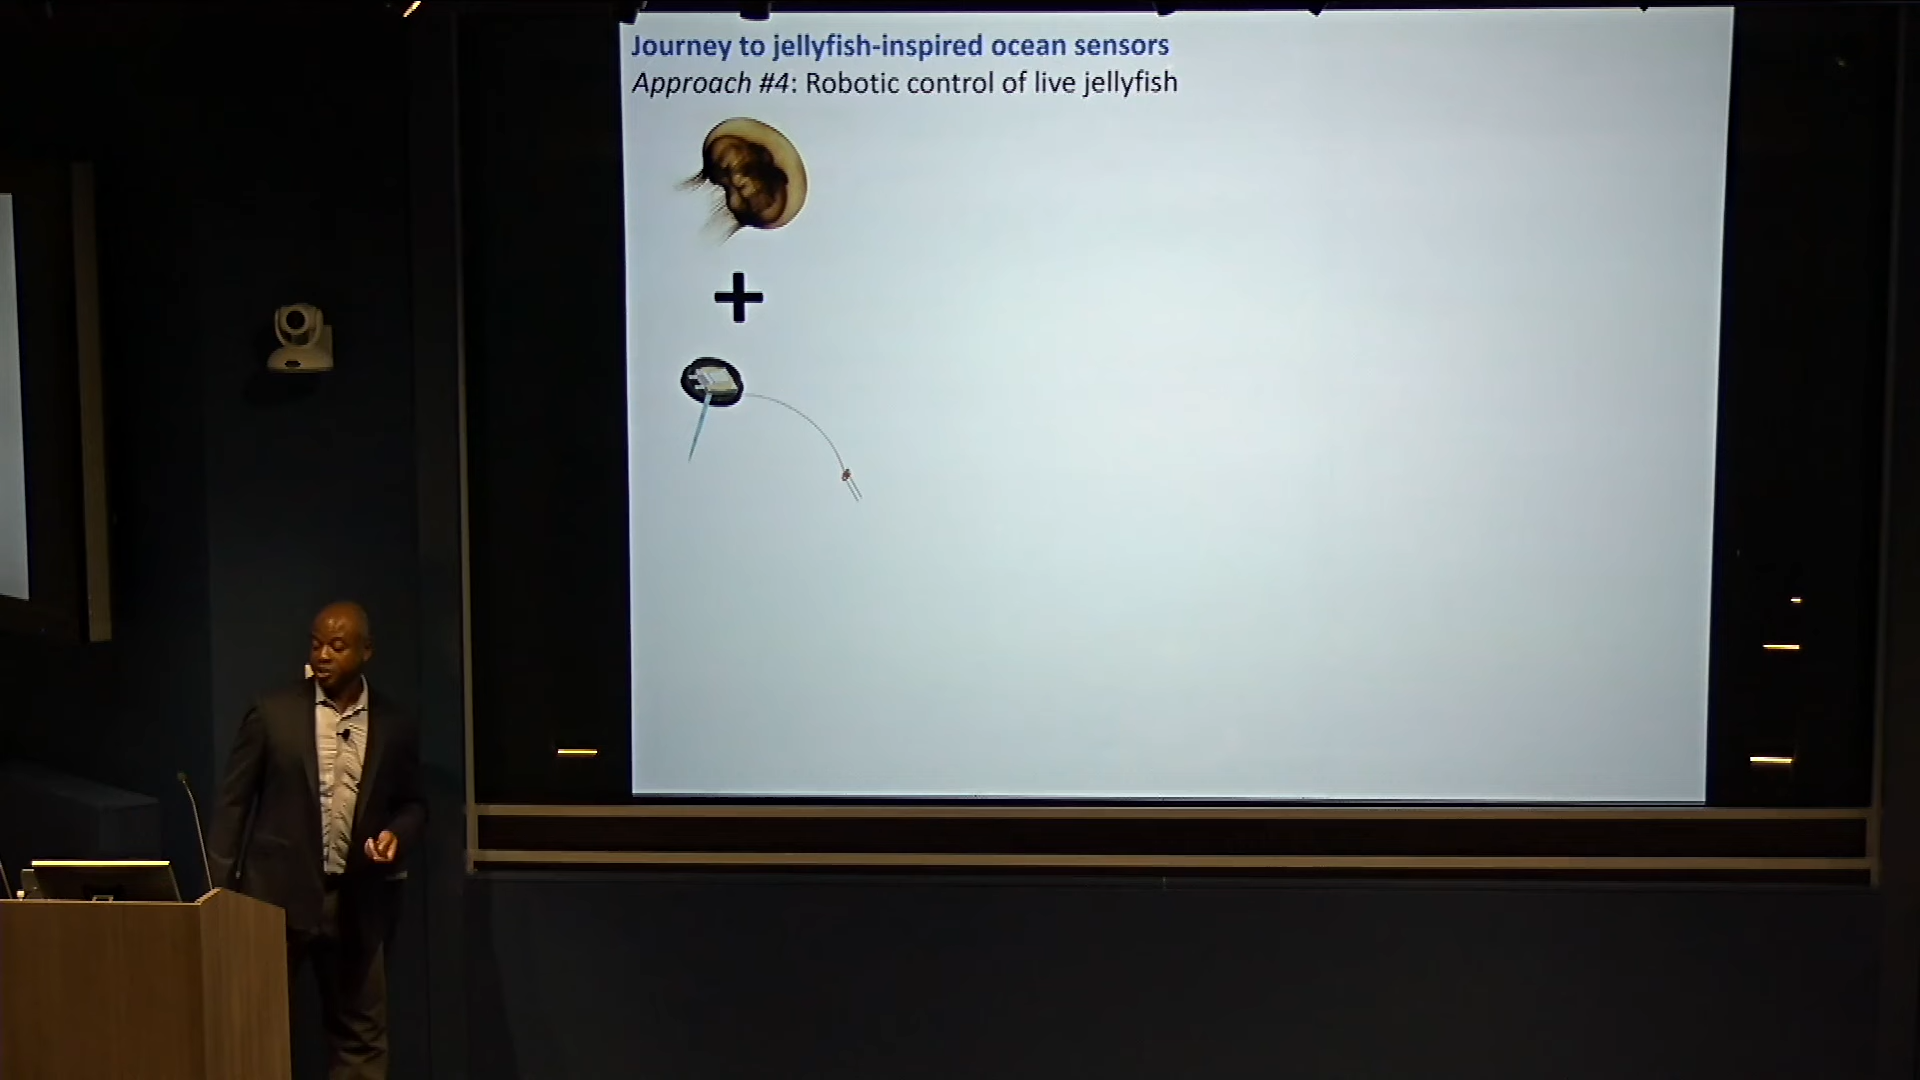 Journey to jellyfish-inspired ocean sensors
Approach #4: Robotic control of live jellyfish
+